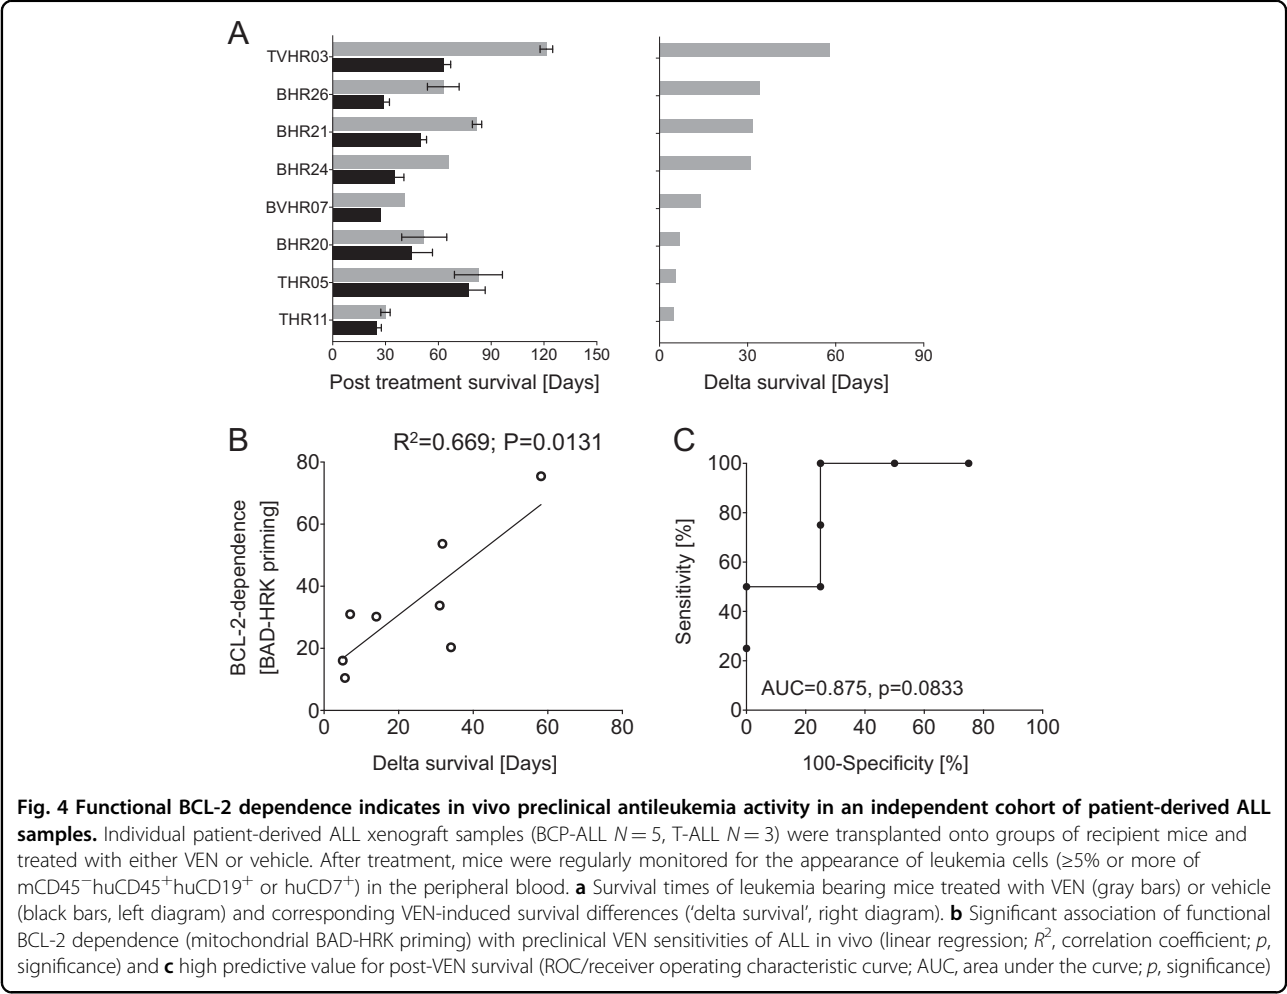 A
TVHR03
BHR26
BHR21
BHR24
BVHR07
BHR20
THR05
THR11
0 30 60 90 120 150
Post treatment survival [Days]
0 30 60 90
Delta survival [Days]
B
R²=0.669; P=0.0131
BCL-2-dependence
[BAD-HRK priming]
80
60
40
20
0
0 20 40 60 80
Delta survival [Days]
C
Sensitivity [%]
100
80
60
40
20
0
AUC=0.875, p=0.0833
0 20 40 60 80 100
100-Specificity [%]
Fig. 4 Functional BCL-2 dependence indicates in vivo preclinical antileukemia activity in an independent cohort of patient-derived ALL
samples. Individual patient-derived ALL xenograft samples (BCP-ALL N = 5, T-ALL N = 3) were transplanted onto groups of recipient mice and
treated with either VEN or vehicle. After treatment, mice were regularly monitored for the appearance of leukemia cells (≥5% or more of
mCD45⁻huCD45⁺huCD19⁺ or huCD7⁺) in the peripheral blood. a Survival times of leukemia bearing mice treated with VEN (gray bars) or vehicle
(black bars, left diagram) and corresponding VEN-induced survival differences (‘delta survival’, right diagram). b Significant association of functional
BCL-2 dependence (mitochondrial BAD-HRK priming) with preclinical VEN sensitivities of ALL in vivo (linear regression; R², correlation coefficient; p,
significance) and c high predictive value for post-VEN survival (ROC/receiver operating characteristic curve; AUC, area under the curve; p, significance)